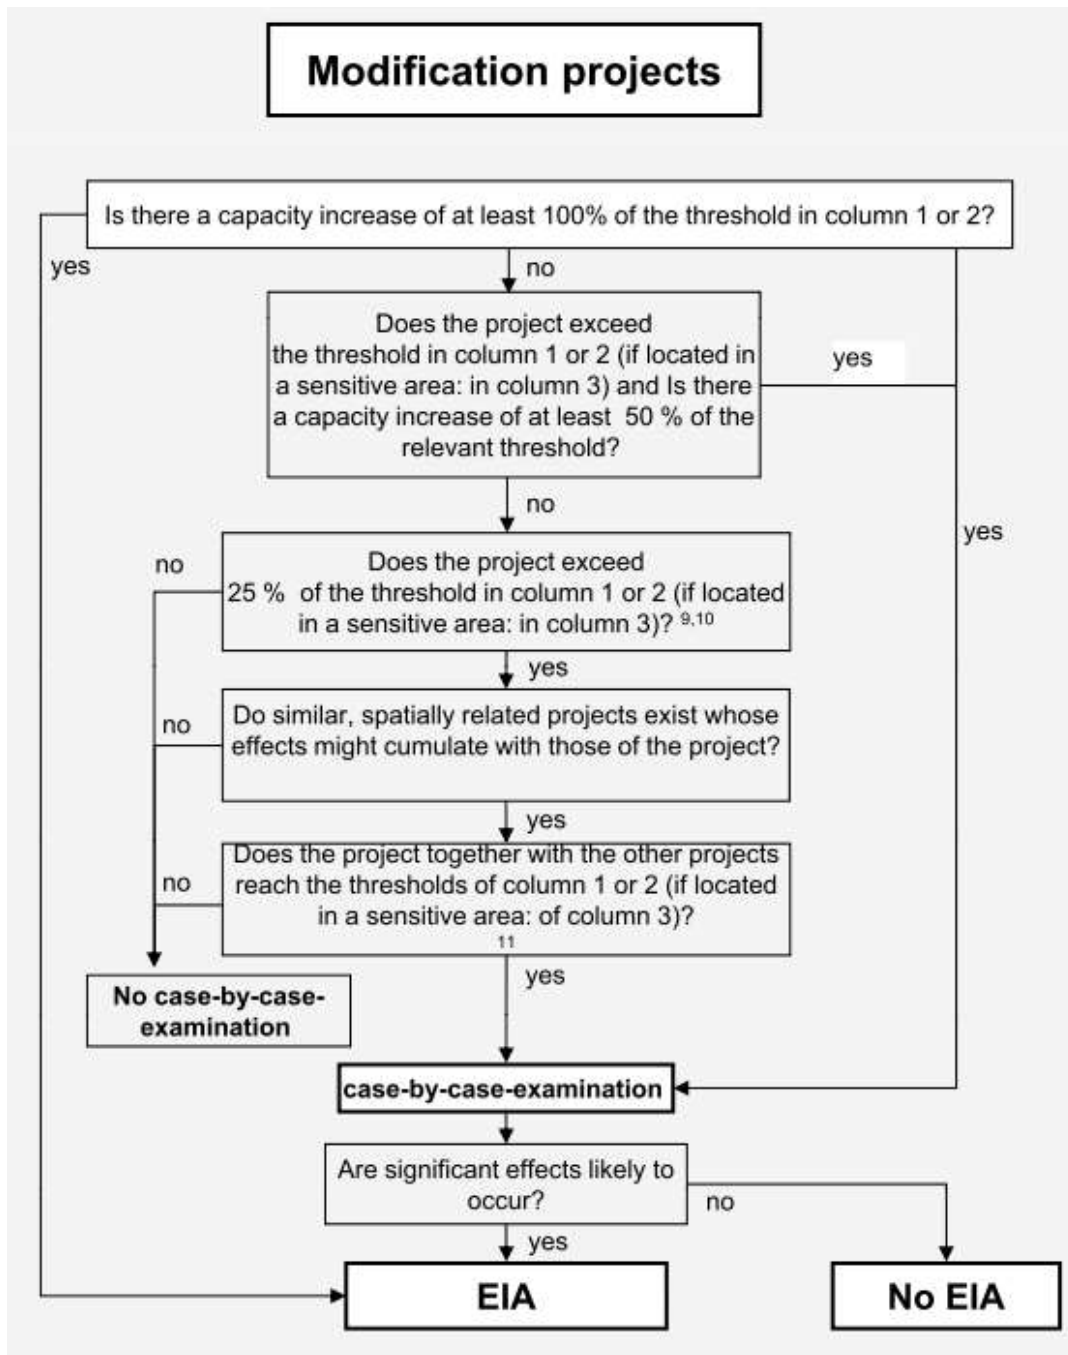 Modification projects
Is there a capacity increase of at least 100% of the threshold in column 1 or 2?
yes
no
Does the project exceed
the threshold in column 1 or 2 (if located in
a sensitive area: in column 3) and Is there
a capacity increase of at least 50 % of the
relevant threshold?
yes
no
yes
no
Does the project exceed
25 % of the threshold in column 1 or 2 (if located
in a sensitive area: in column 3)? 9,10
yes
no
Do similar, spatially related projects exist whose
effects might cumulate with those of the project?
yes
no
Does the project together with the other projects
reach the thresholds of column 1 or 2 (if located
in a sensitive area: of column 3)?
11
yes
No case-by-case-
examination
case-by-case-examination
Are significant effects likely to
occur?
no
yes
EIA
No EIA